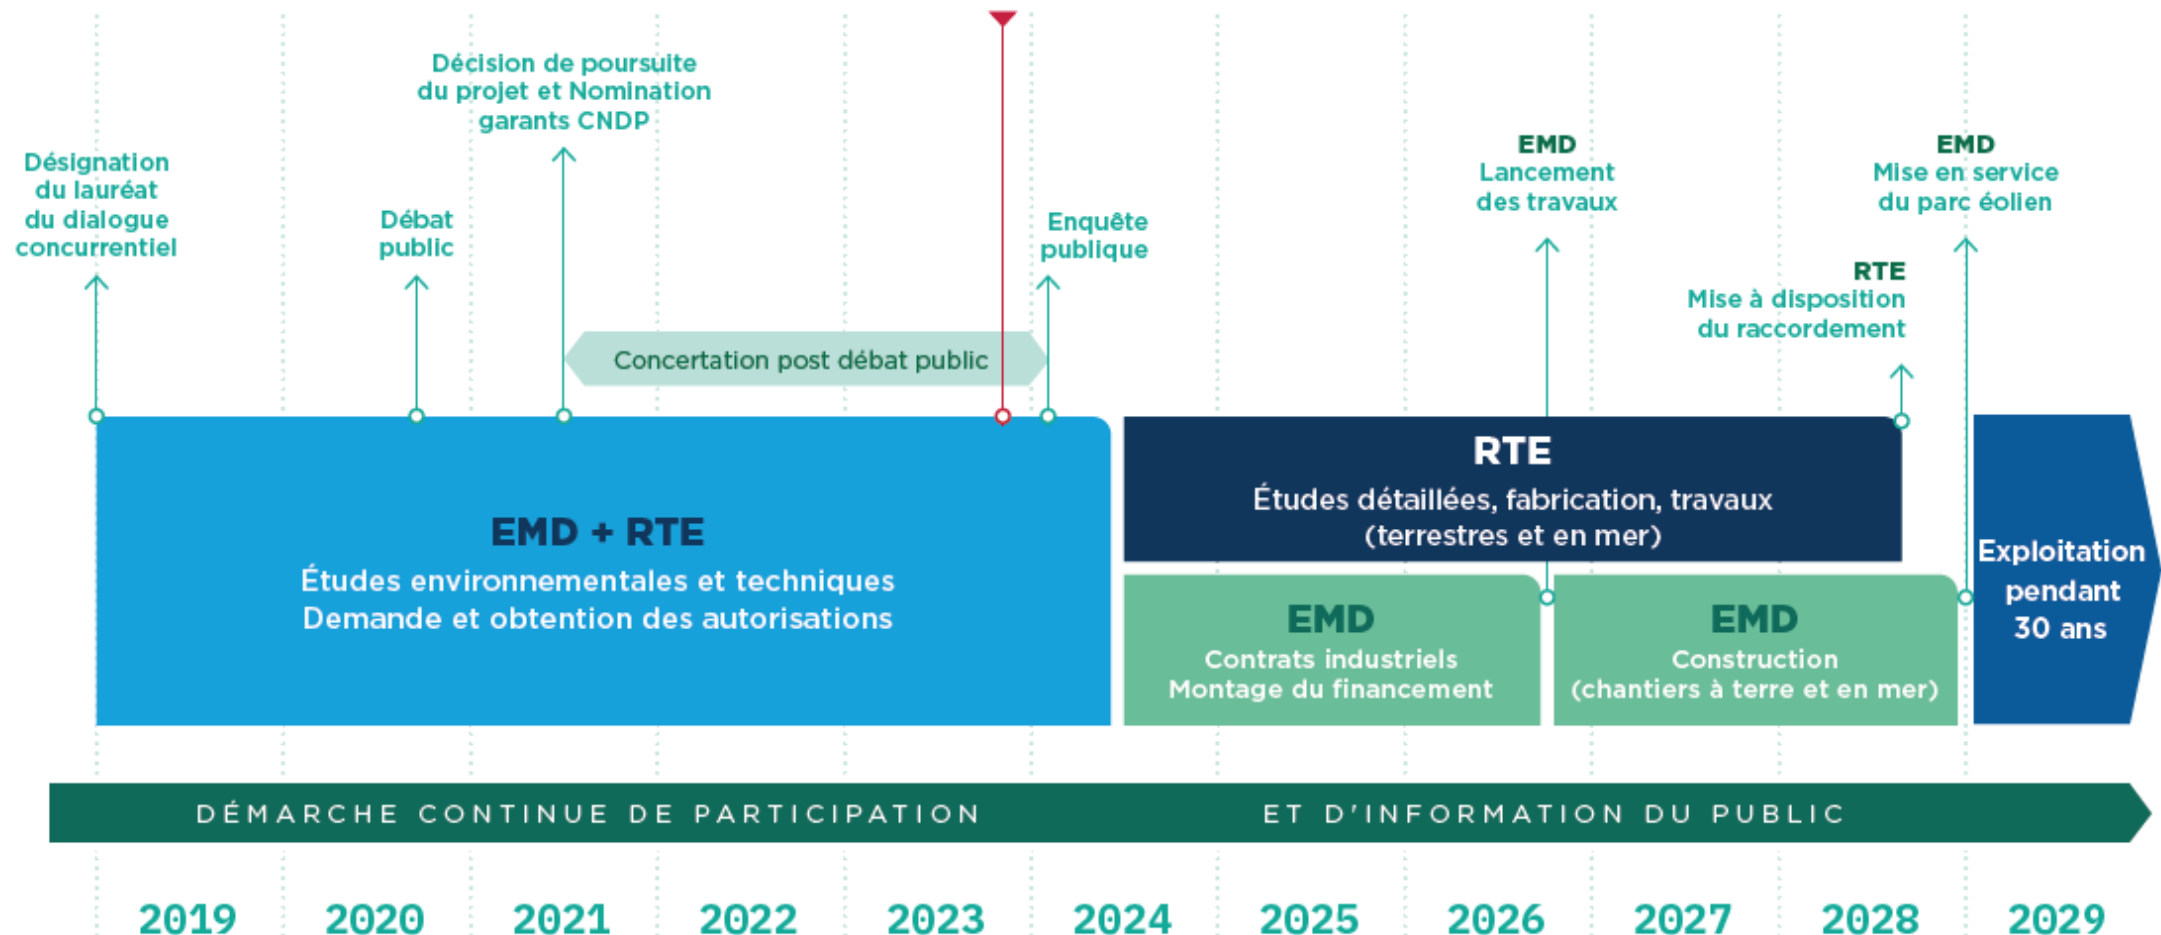 Désignation
du lauréat
du dialogue
concurrentiel
Débat
public
Décision de poursuite
du projet et Nomination
garants CNDP
Concertation post débat public
Enquête
publique
EMD
Lancement
des travaux
RTE
Mise à disposition
du raccordement
EMD
Mise en service
du parc éolien
EMD + RTE
Études environnementales et techniques
Demande et obtention des autorisations
RTE
Études détaillées, fabrication, travaux
(terrestres et en mer)
EMD
Contrats industriels
Montage du financement
EMD
Construction
(chantiers à terre et en mer)
Exploitation
pendant
30 ans
DÉMARCHE CONTINUE DE PARTICIPATION ET D'INFORMATION DU PUBLIC
2019 2020 2021 2022 2023 2024 2025 2026 2027 2028 2029